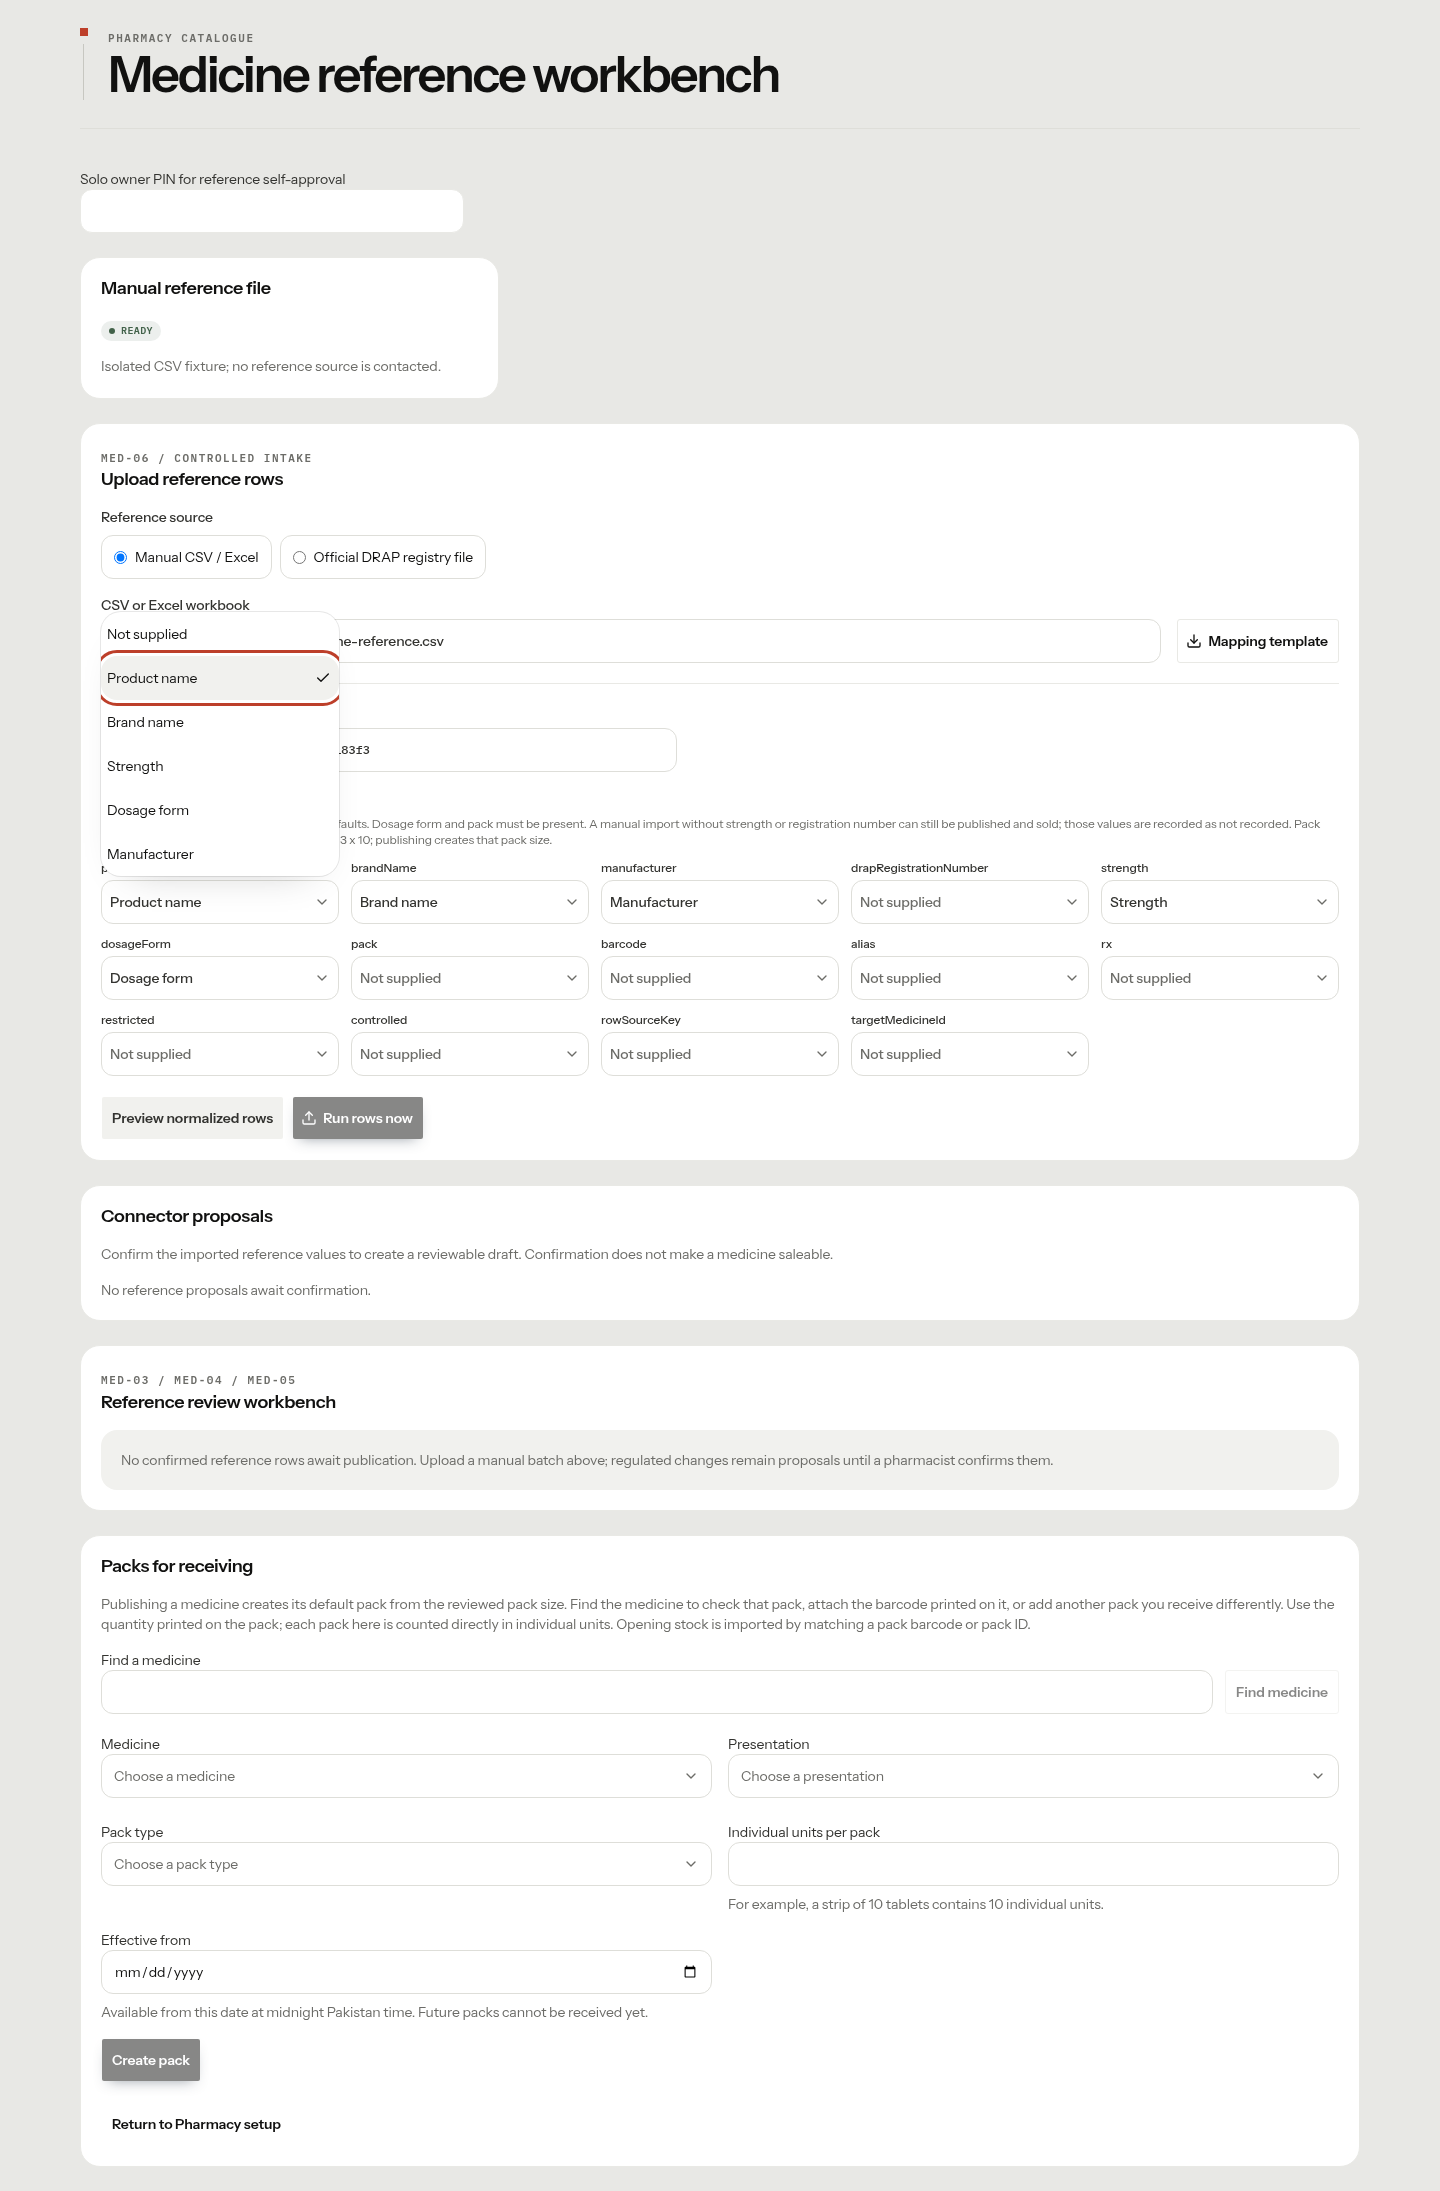 PHARMACY CATALOGUE
Medicine reference workbench
Solo owner PIN for reference self-approval
Manual reference file
READY
Isolated CSV fixture; no reference source is contacted.
MED-06 / CONTROLLED INTAKE
Upload reference rows
Reference source
Manual CSV / Excel
Official DRAP registry file
CSV or Excel workbook
Not supplied
Product name
Brand name
Strength
Dosage form
Manufacturer
-reference.csv
Mapping template
83f3
faults. Dosage form and pack must be present. A manual import without strength or registration number can still be published and sold; those values are recorded as not recorded. Pack
3 x 10; publishing creates that pack size.
brandName
manufacturer
drapRegistrationNumber
strength
Product name
Brand name
Manufacturer
Not supplied
Strength
dosageForm
pack
barcode
alias
rx
Dosage form
Not supplied
Not supplied
Not supplied
Not supplied
restricted
controlled
rowSourceKey
targetMedicineId
Not supplied
Not supplied
Not supplied
Not supplied
Preview normalized rows
Run rows now
Connector proposals
Confirm the imported reference values to create a reviewable draft. Confirmation does not make a medicine saleable.
No reference proposals await confirmation.
MED-03 / MED-04 / MED-05
Reference review workbench
No confirmed reference rows await publication. Upload a manual batch above; regulated changes remain proposals until a pharmacist confirms them.
Packs for receiving
Publishing a medicine creates its default pack from the reviewed pack size. Find the medicine to check that pack, attach the barcode printed on it, or add another pack you receive differently. Use the
quantity printed on the pack; each pack here is counted directly in individual units. Opening stock is imported by matching a pack barcode or pack ID.
Find a medicine
Find medicine
Medicine
Presentation
Choose a medicine
Choose a presentation
Pack type
Individual units per pack
Choose a pack type
For example, a strip of 10 tablets contains 10 individual units.
Effective from
mm/dd/yyyy
Available from this date at midnight Pakistan time. Future packs cannot be received yet.
Create pack
Return to Pharmacy setup